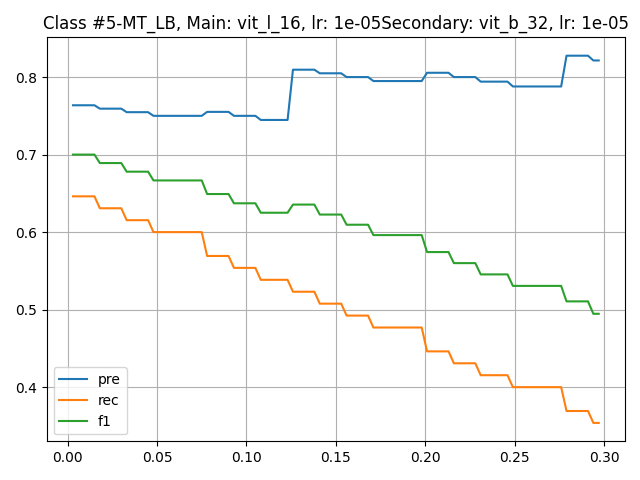 Class #5-MT_LB, Main: vit_l_16, lr: 1e-05Secondary: vit_b_32, lr: 1e-05
0.8
0.7
0.6
0.5
0.4
pre
rec
f1
0.00 0.05 0.10 0.15 0.20 0.25 0.30